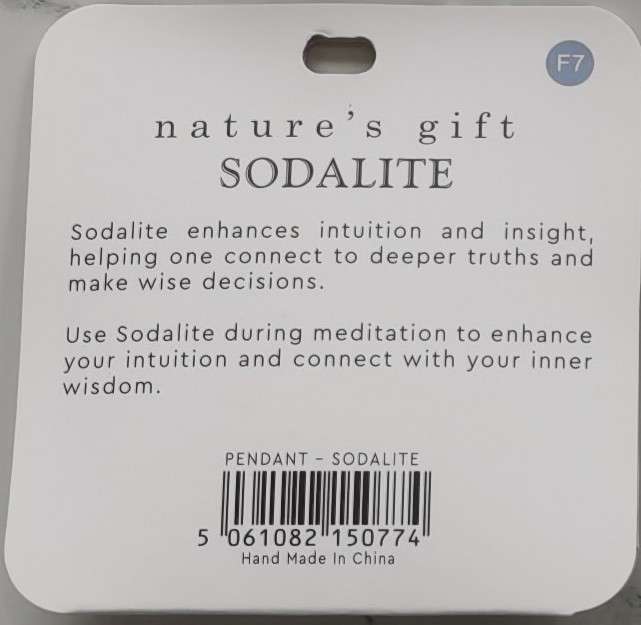 F7
nature's gift
SODALITE
Sodalite enhances intuition and insight,
helping one connect to deeper truths and
make wise decisions.
Use Sodalite during meditation to enhance
your intuition and connect with your inner
wisdom.
PENDANT – SODALITE
5 061082 150774
Hand Made In China